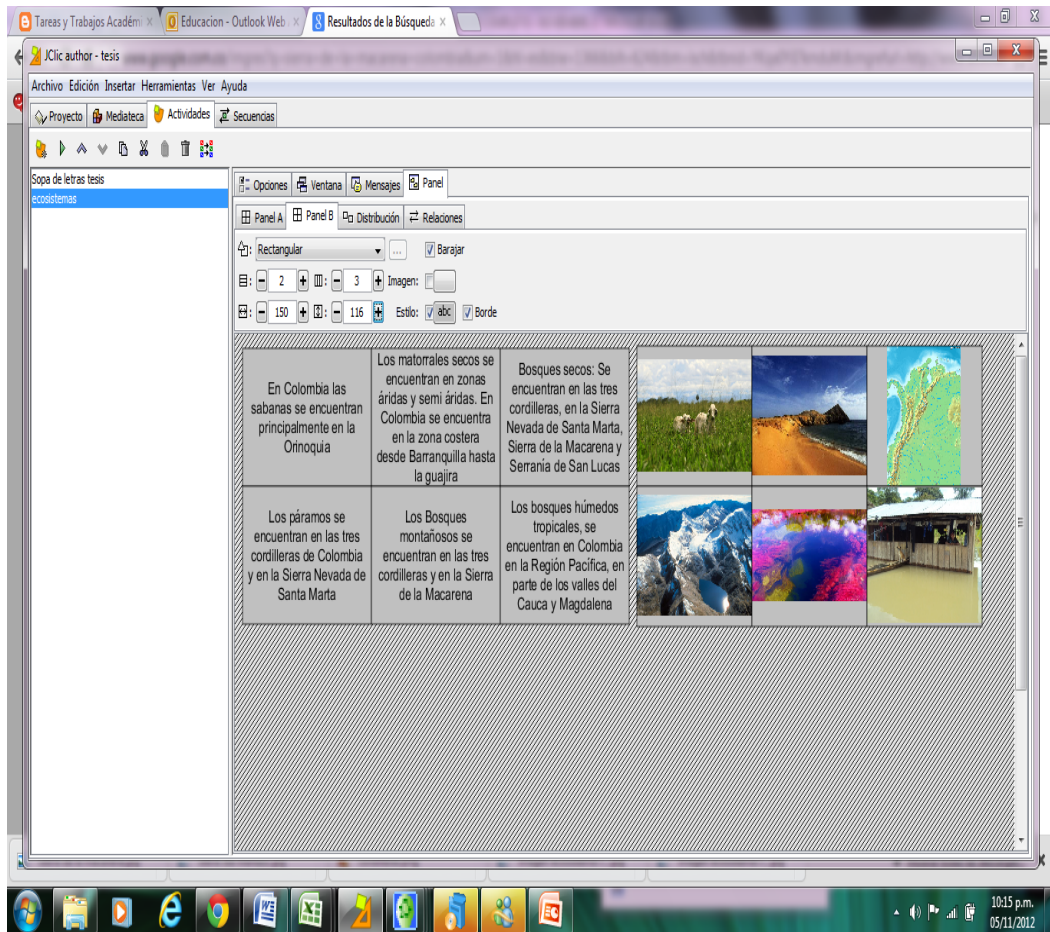 Tareas y Trabajos Académi
Educacion - Outlook Web
Resultados de la Búsqueda
JClic author - tesis
Archivo Edición Insertar Herramientas Ver Ayuda
Proyecto Mediateca Actividades Secuencias
Sopa de letras tesis
ecosistemas
Opciones Ventana Mensajes Panel
Panel A Panel B Distribución Relaciones
Rectangular ... Barajar
2 3 Imagen:
150 116 Estilo: abc Borde
En Colombia las
sabanas se encuentran
principalmente en la
Orinoquia
Los matorrales secos se
encuentran en zonas
áridas y semi áridas. En
Colombia se encuentra
en la zona costera
desde Barranquilla hasta
la guajira
Bosques secos: Se
encuentran en las tres
cordilleras, en la Sierra
Nevada de Santa Marta,
Sierra de la Macarena y
Serranía de San Lucas
Los páramos se
encuentran en las tres
cordilleras de Colombia
y en la Sierra Nevada de
Santa Marta
Los Bosques
montañosos se
encuentran en las tres
cordilleras y en la Sierra
de la Macarena
Los bosques húmedos
tropicales, se
encuentran en Colombia
en la Región Pacífica, en
parte de los valles del
Cauca y Magdalena
10:15 p.m.
05/11/2012